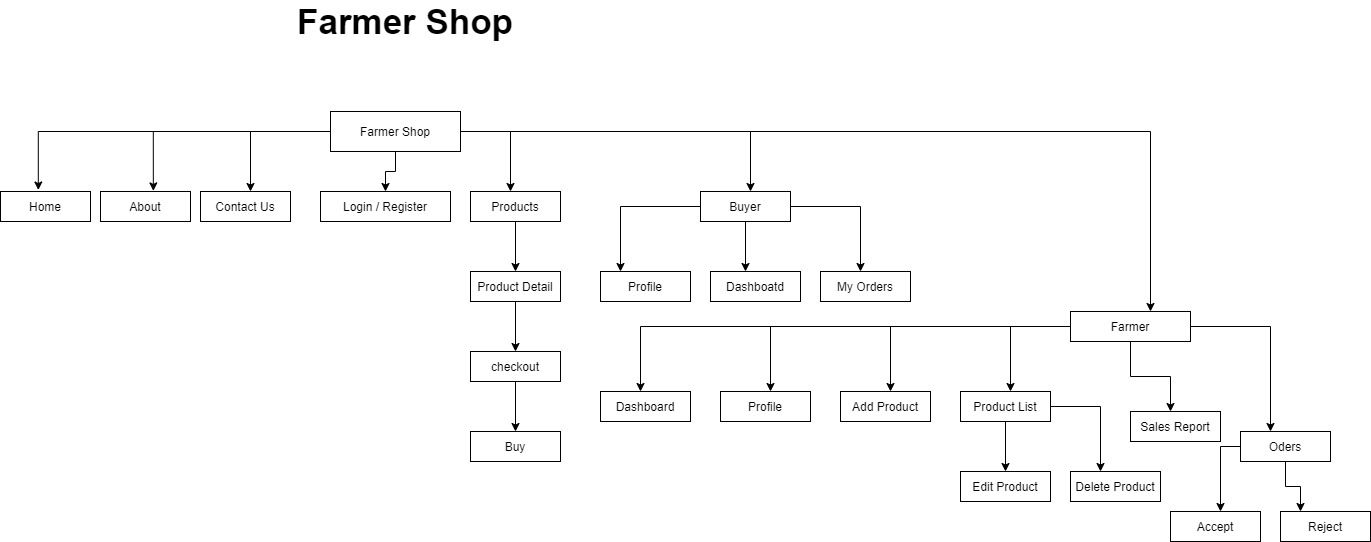 Farmer Shop
Farmer Shop
Home
About
Contact Us
Login / Register
Products
Buyer
Product Detail
Profile
Dashboatd
My Orders
Farmer
checkout
Dashboard
Profile
Add Product
Product List
Sales Report
Buy
Oders
Edit Product
Delete Product
Accept
Reject